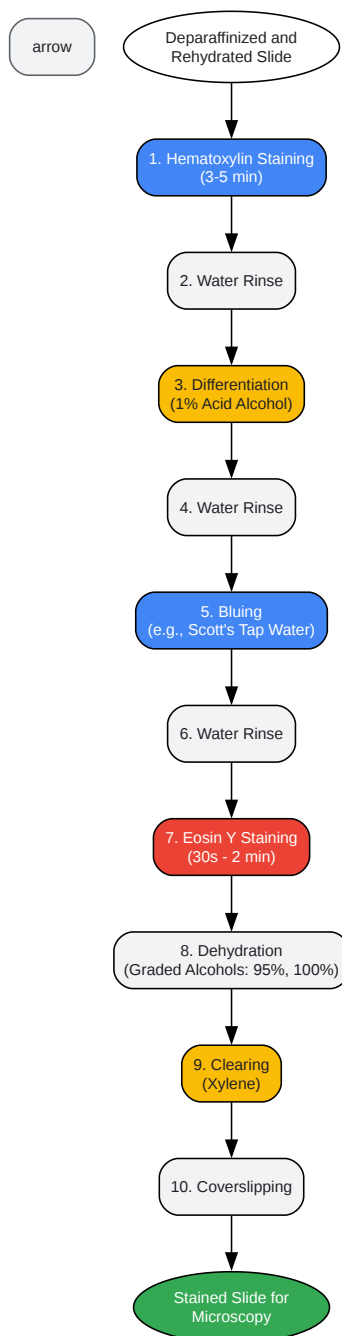 arrow
Deparaffinized and
Rehydrated Slide
1. Hematoxylin Staining
(3-5 min)
2. Water Rinse
3. Differentiation
(1% Acid Alcohol)
4. Water Rinse
5. Bluing
(e.g., Scott's Tap Water)
6. Water Rinse
7. Eosin Y Staining
(30s - 2 min)
8. Dehydration
(Graded Alcohols: 95%, 100%)
9. Clearing
(Xylene)
10. Coverslipping
Stained Slide for
Microscopy